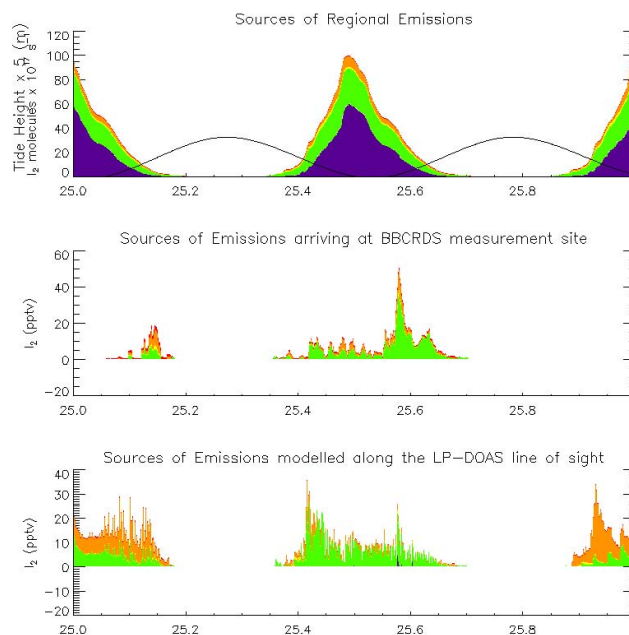 Sources of Regional Emissions
Tide Height x 5 (m)
I₂ molecules x 10
120
100
80
60
40
20
0
25.0 25.2 25.4 25.6 25.8
Sources of Emissions arriving at BBCRDS measurement site
I₂ (pptv)
60
40
20
0
−20
25.0 25.2 25.4 25.6 25.8
Sources of Emissions modelled along the LP−DOAS line of sight
I₂ (pptv)
40
30
20
10
0
−10
−20
25.0 25.2 25.4 25.6 25.8